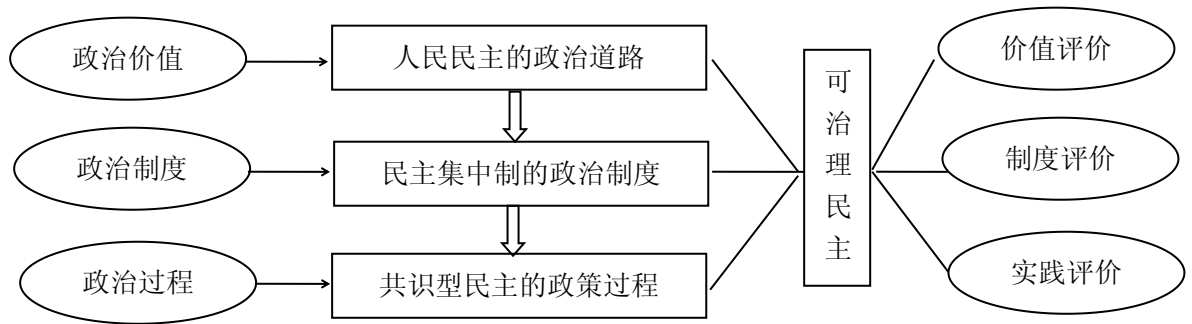 政治价值
人民民主的政治道路
政治制度
民主集中制的政治制度
政治过程
共识型民主的政策过程
可治理民主
价值评价
制度评价
实践评价